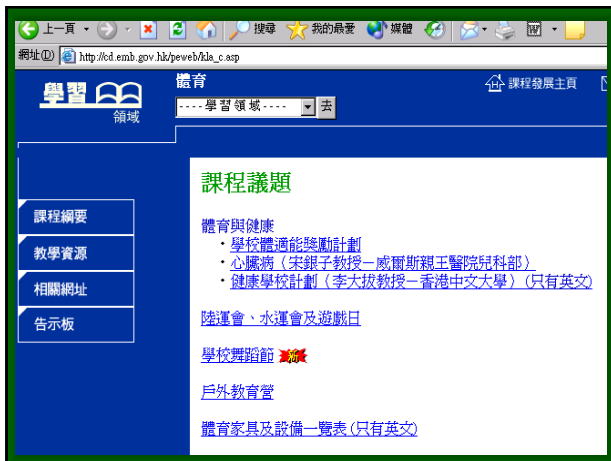 上一頁 搜尋 我的最愛 媒體
網址(D) http://cd.emb.gov.hk/peweb/kla_c.asp
學習
領域
體育
----學習領域---- 去
課程發展主頁
課程綱要
教學資源
相關網址
告示板
課程議題
體育與健康
・學校體適能獎勵計劃
・心臟病（宋銀子教授－威爾斯親王醫院兒科部）
・健康學校計劃（李大拔教授－香港中文大學）(只有英文)
陸運會、水運會及遊戲日
學校舞蹈節 新
戶外教育營
體育家具及設備一覽表(只有英文)